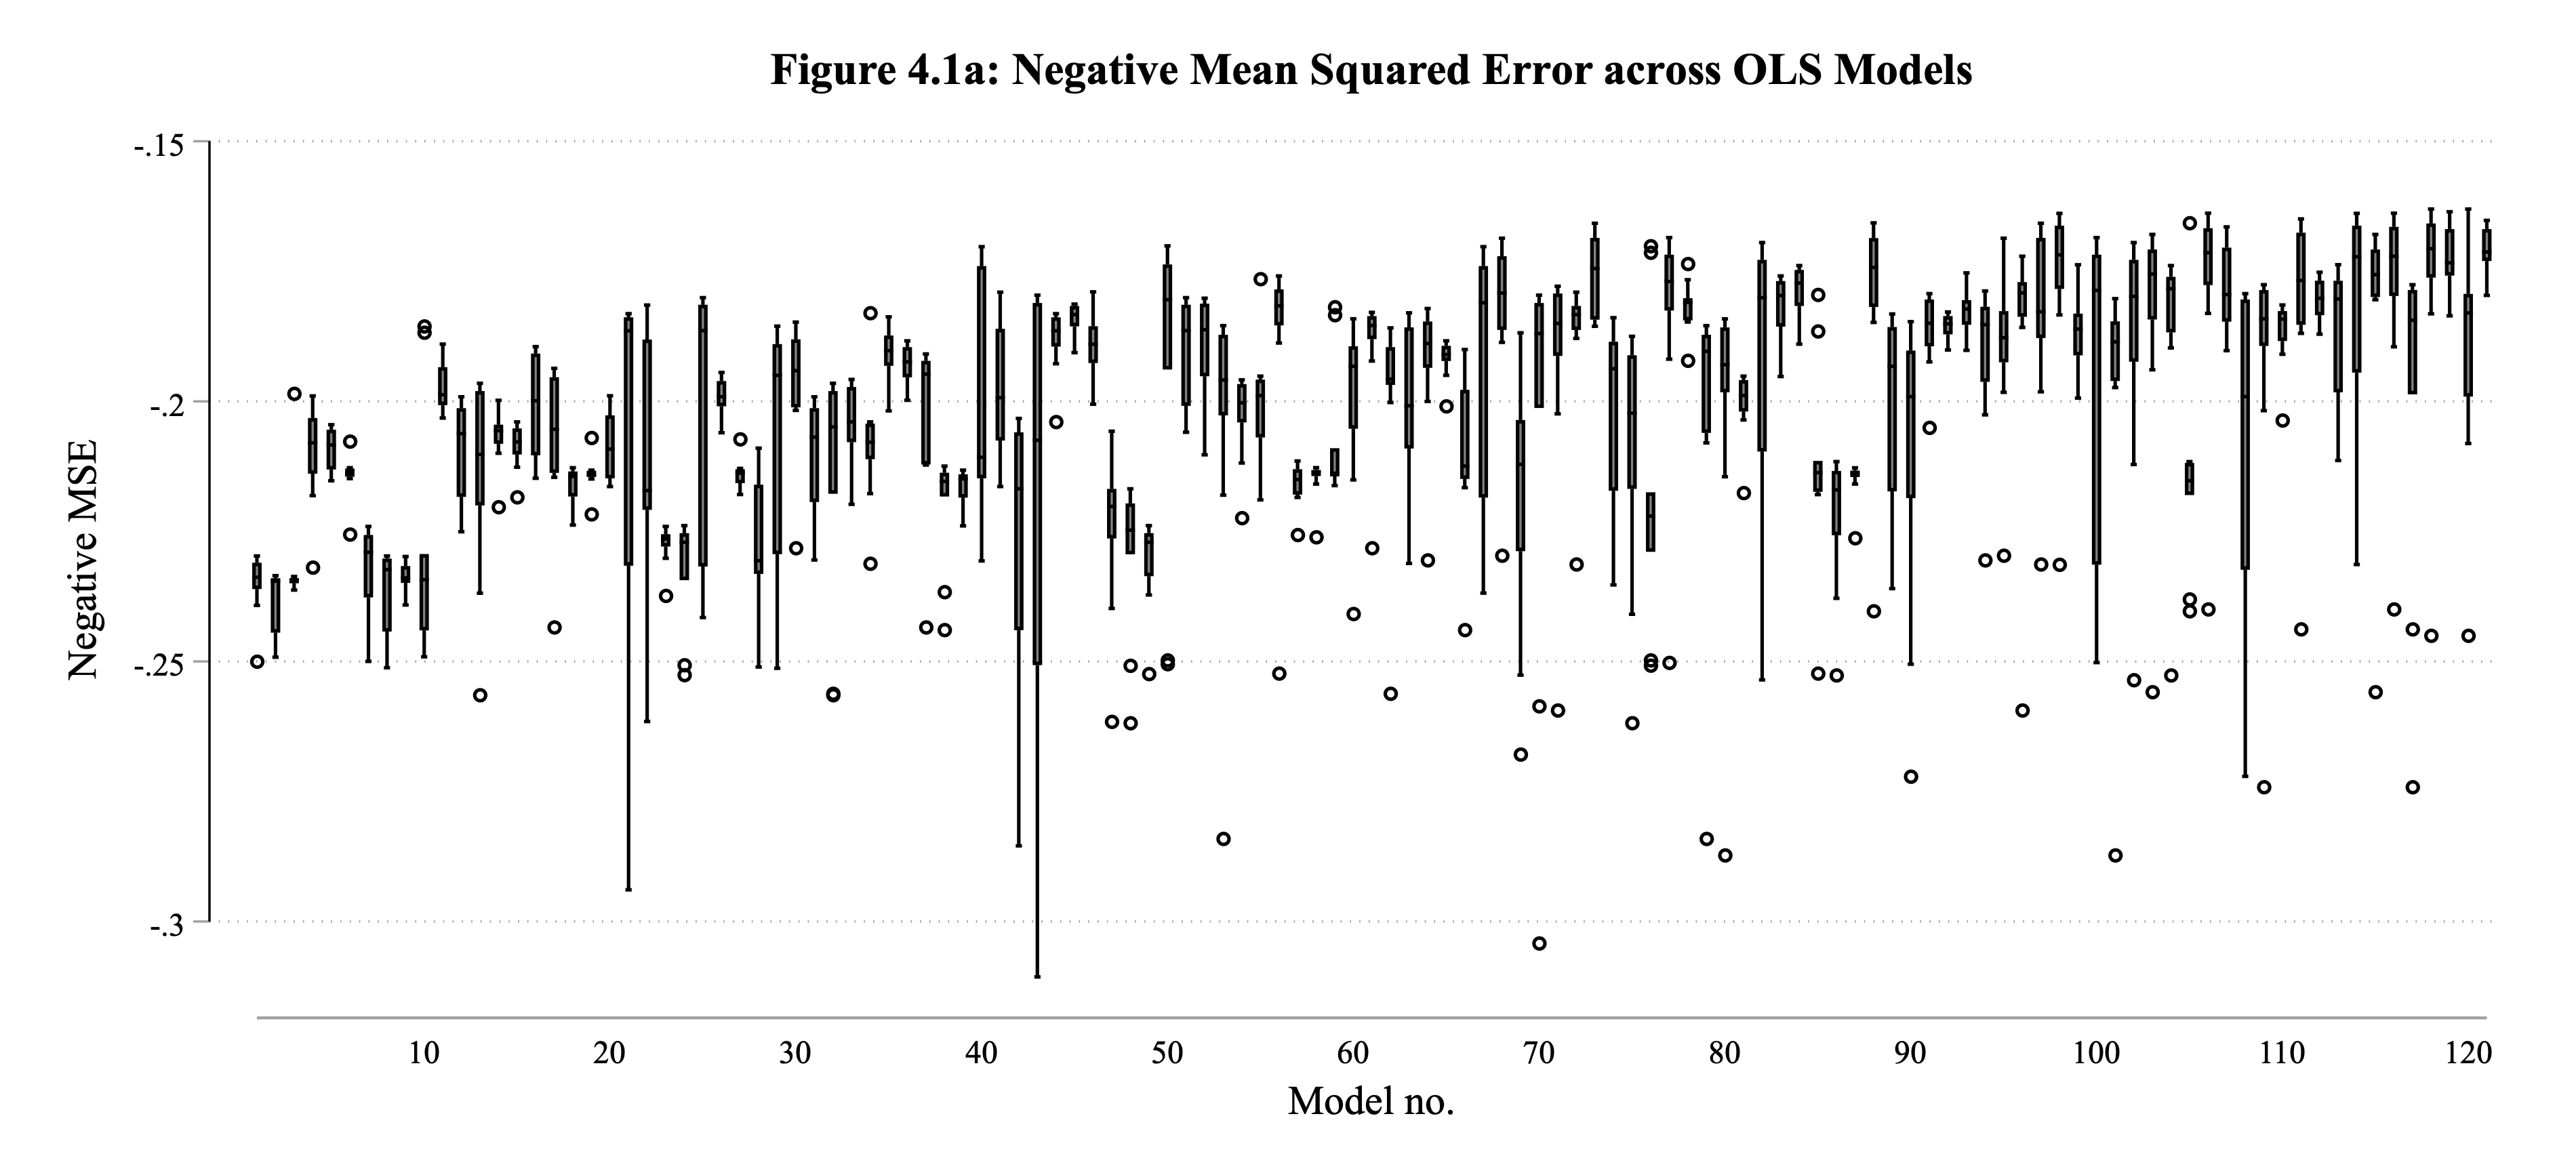 Figure 4.1a: Negative Mean Squared Error across OLS Models
-.15
-.2
-.25
-.3
Negative MSE
10 20 30 40 50 60 70 80 90 100 110 120
Model no.